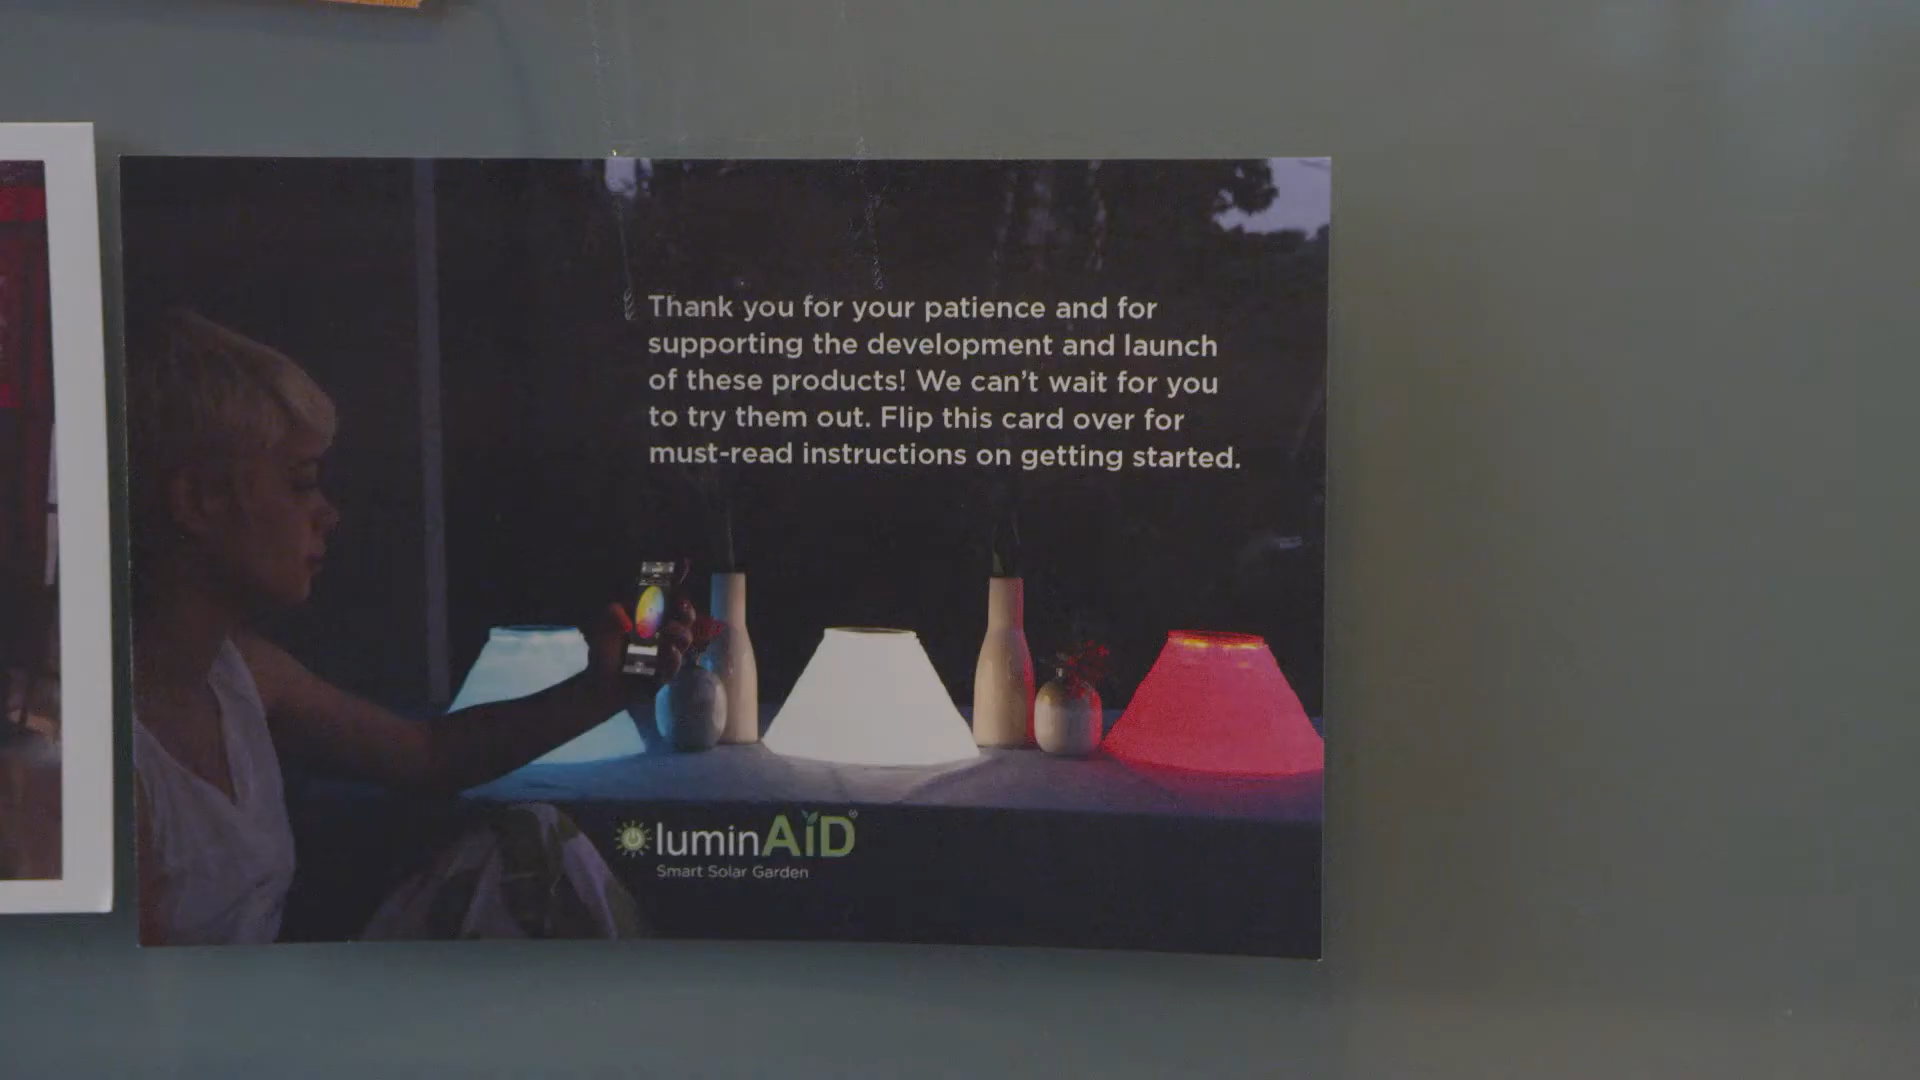 Thank you for your patience and for
supporting the development and launch
of these products! We can't wait for you
to try them out. Flip this card over for
must-read instructions on getting started.
luminAID®
Smart Solar Garden